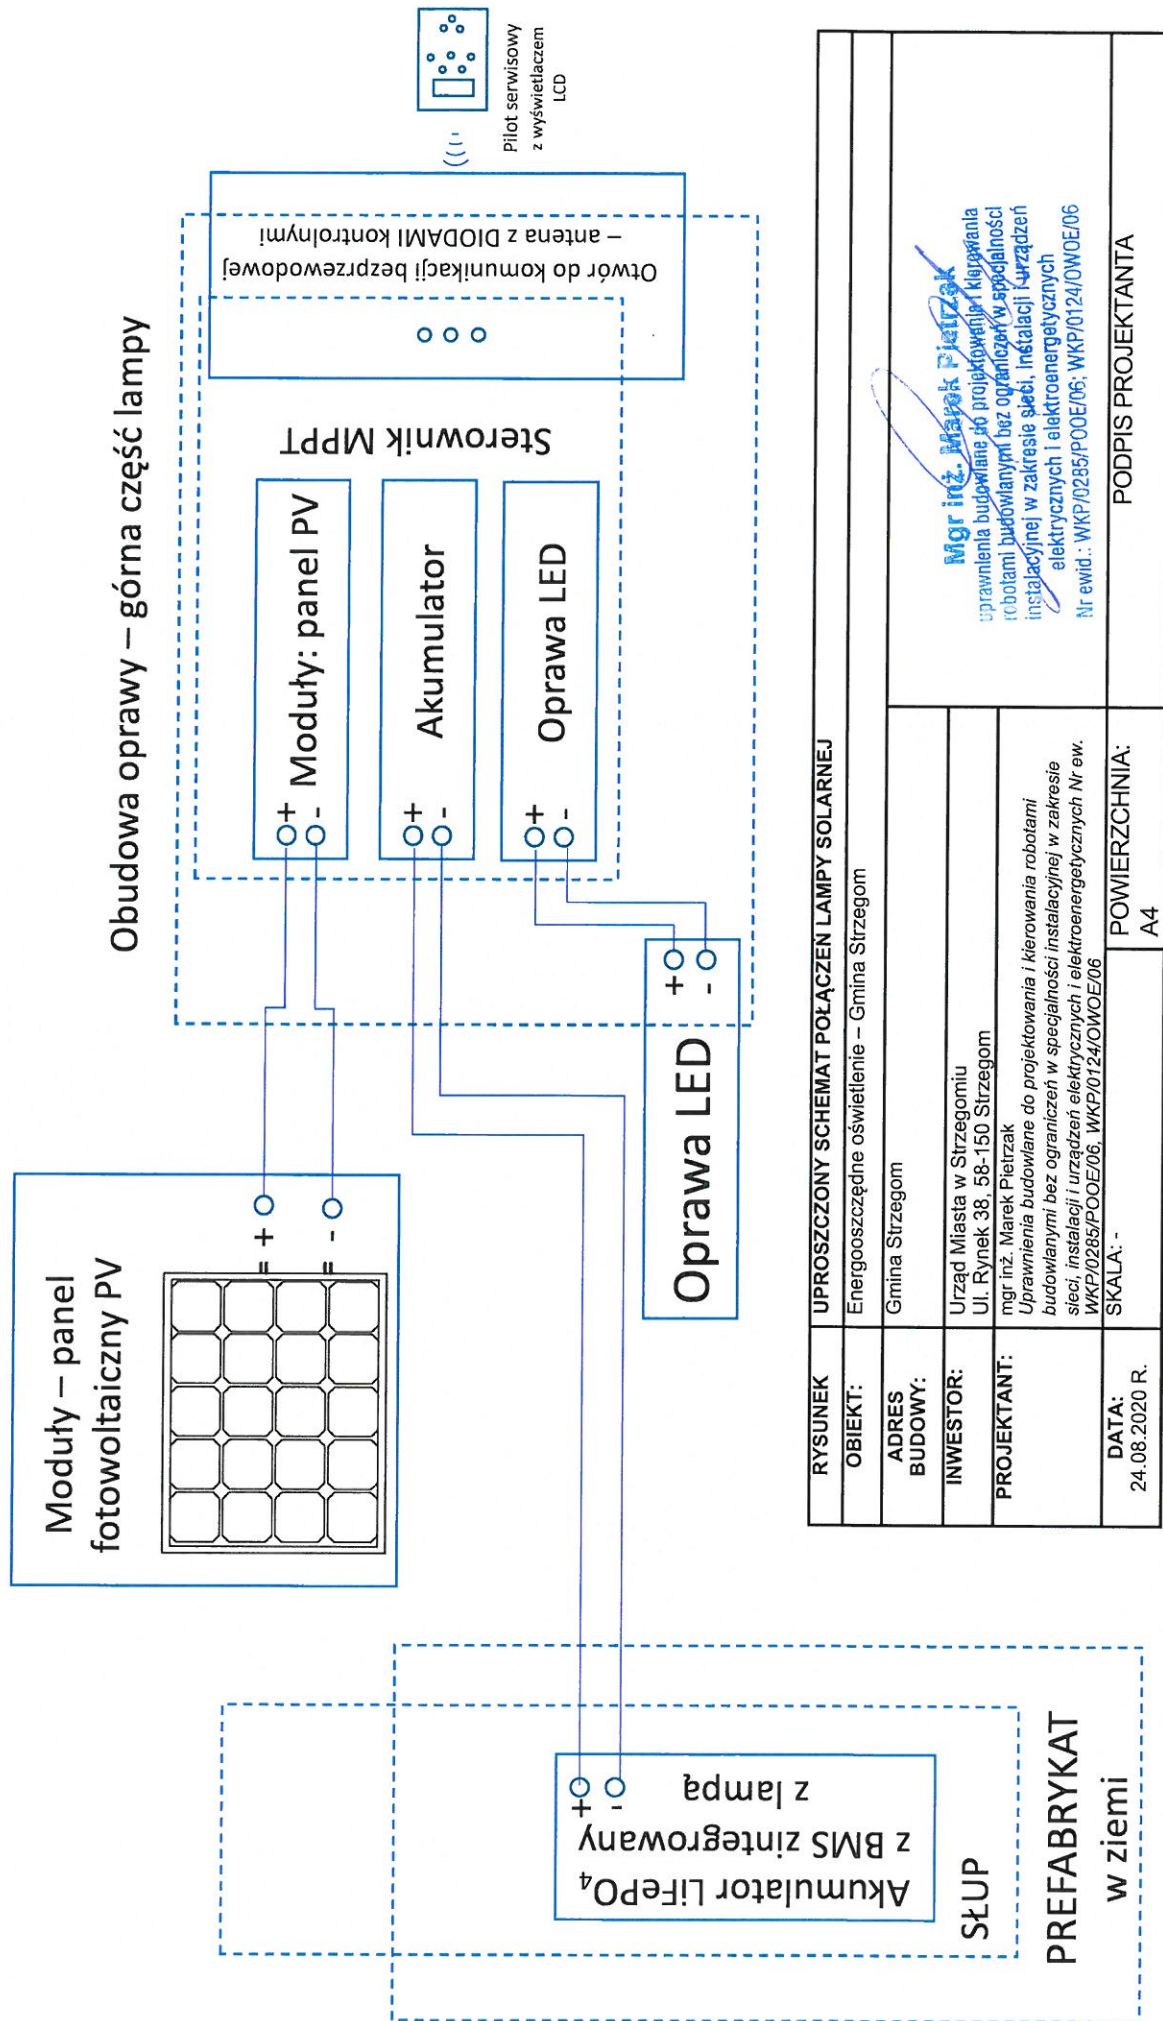 Obudowa oprawy – górna część lampy
Moduły – panel
fotowoltaiczny PV
= +
= -
+
-
Moduły: panel PV
+
-
Akumulator
+
-
Oprawa LED
Sterownik MPPT
Otwór do komunikacji bezprzewodowej
– antena z DIODAMI kontrolnymi
Pilot serwisowy
z wyświetlaczem
LCD
Oprawa LED
+
-
+
-
Akumulator LiFePO₄
z BMS zintegrowany
z lampą
SŁUP
PREFABRYKAT
w ziemi
RYSUNEK UPROSZCZONY SCHEMAT POŁĄCZEN LAMPY SOLARNEJ
OBIEKT: Energooszczędne oświetlenie – Gmina Strzegom
ADRES
BUDOWY:
Gmina Strzegom
INWESTOR: Urząd Miasta w Strzegomiu
Ul. Rynek 38, 58-150 Strzegom
PROJEKTANT: mgr inż. Marek Pietrzak
Uprawnienia budowlane do projektowania i kierowania robotami
budowlanymi bez ograniczeń w specjalności instalacyjnej w zakresie
sieci, instalacji i urządzeń elektrycznych i elektroenergetycznych Nr ew.
WKP/0285/POOE/06, WKP/0124/OWOE/06
Mgr inż. Marek Pietrzak
uprawnienia budowlane do projektowania i kierowania
robotami budowlanymi bez ograniczeń w specjalności
instalacyjnej w zakresie sieci, instalacji i urządzeń
elektrycznych i elektroenergetycznych
Nr ewid.: WKP/0285/POOE/06; WKP/0124/OWOE/06
DATA:
24.08.2020 R.
SKALA: -
POWIERZCHNIA:
A4
PODPIS PROJEKTANTA